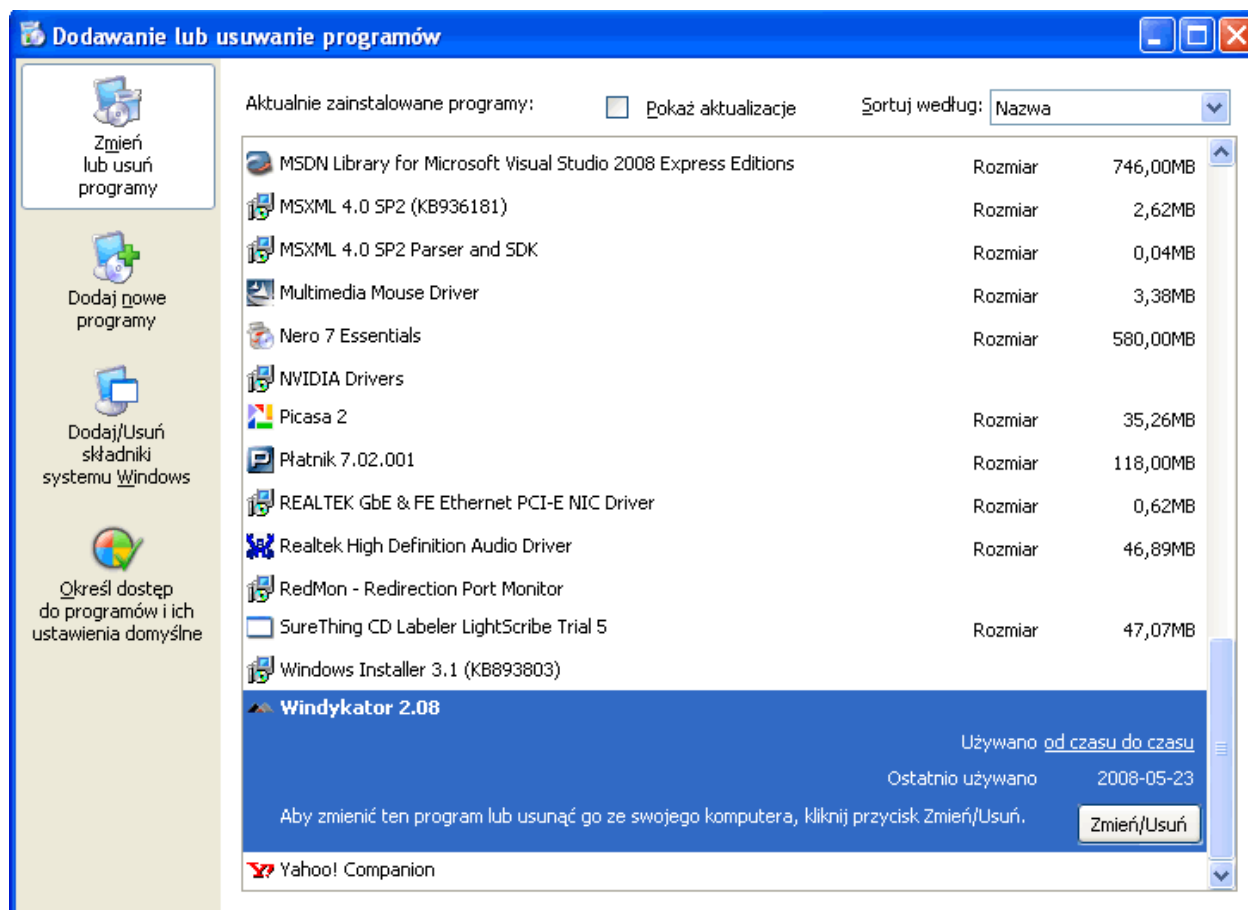 Dodawanie lub usuwanie programów
Zmień
lub usuń
programy
Dodaj nowe
programy
Dodaj/Usuń
składniki
systemu Windows
Określ dostęp
do programów i ich
ustawienia domyślne
Aktualnie zainstalowane programy: Pokaż aktualizacje Sortuj według: Nazwa
MSDN Library for Microsoft Visual Studio 2008 Express Editions Rozmiar 746,00MB
MSXML 4.0 SP2 (KB936181) Rozmiar 2,62MB
MSXML 4.0 SP2 Parser and SDK Rozmiar 0,04MB
Multimedia Mouse Driver Rozmiar 3,38MB
Nero 7 Essentials Rozmiar 580,00MB
NVIDIA Drivers
Picasa 2 Rozmiar 35,26MB
Płatnik 7.02.001 Rozmiar 118,00MB
REALTEK GbE & FE Ethernet PCI-E NIC Driver Rozmiar 0,62MB
Realtek High Definition Audio Driver Rozmiar 46,89MB
RedMon - Redirection Port Monitor
SureThing CD Labeler LightScribe Trial 5 Rozmiar 47,07MB
Windows Installer 3.1 (KB893803)
Windykator 2.08
Używano od czasu do czasu
Ostatnio używano 2008-05-23
Aby zmienić ten program lub usunąć go ze swojego komputera, kliknij przycisk Zmień/Usuń. Zmień/Usuń
Yahoo! Companion